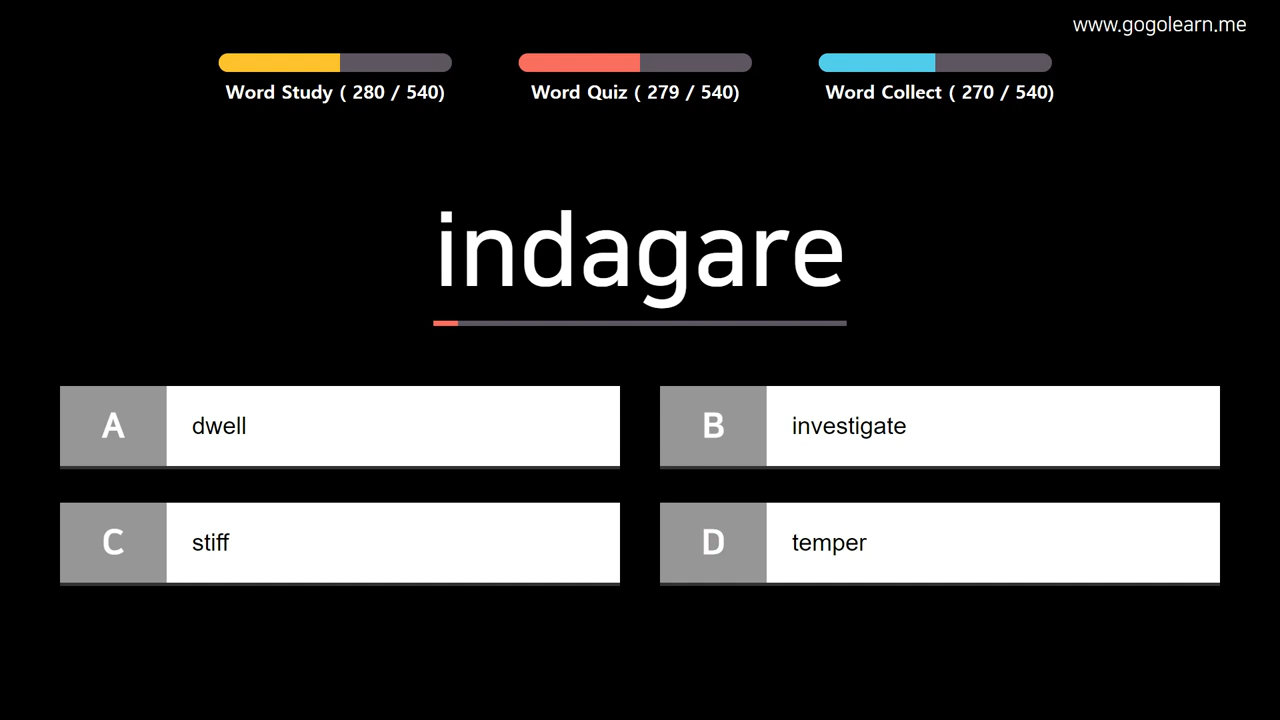 www.gogolearn.me
Word Study ( 280 / 540)
Word Quiz ( 279 / 540)
Word Collect ( 270 / 540)
indagare
A dwell
B investigate
C stiff
D temper